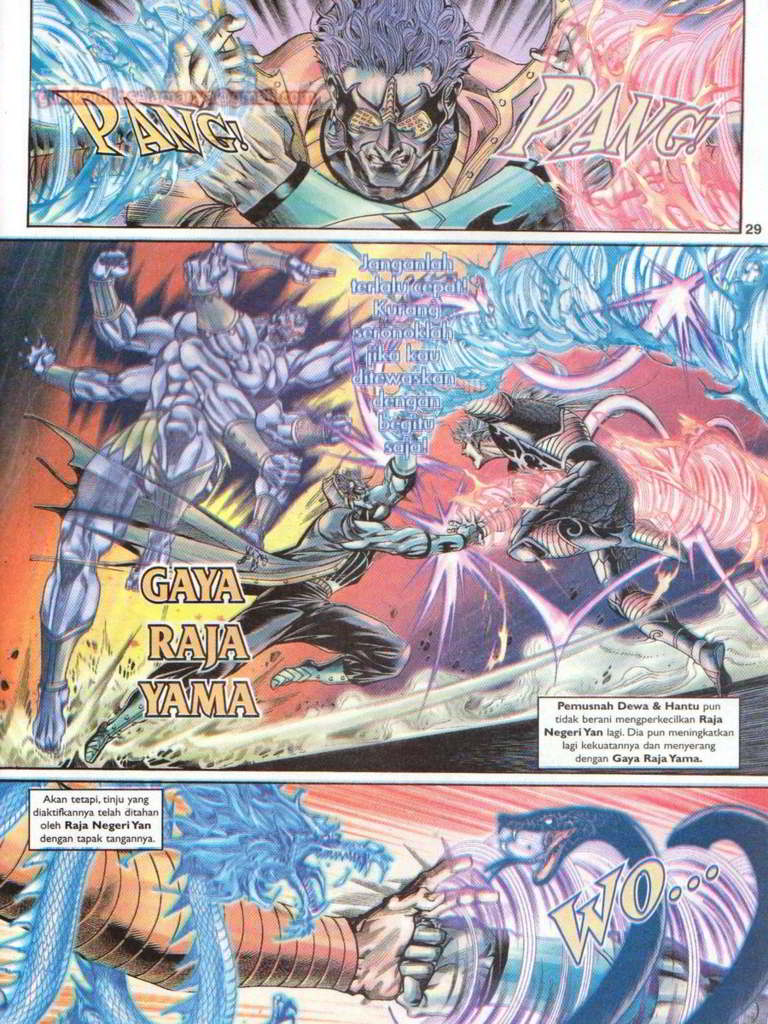 PANG!
PANG!
29
Janganlah
terlalu cepat!
Kurang
seronoklah
jika kau
ditewaskan
dengan
begitu
saja!
GAYA
RAJA
YAMA
Pemusnah Dewa & Hantu pun
tidak berani mengperkecilkan Raja
Negeri Yan lagi. Dia pun meningkatkan
lagi kekuatannya dan menyerang
dengan Gaya Raja Yama.
Akan tetapi, tinju yang
diaktifkannya telah ditahan
oleh Raja Negeri Yan
dengan tapak tangannya.
WO...